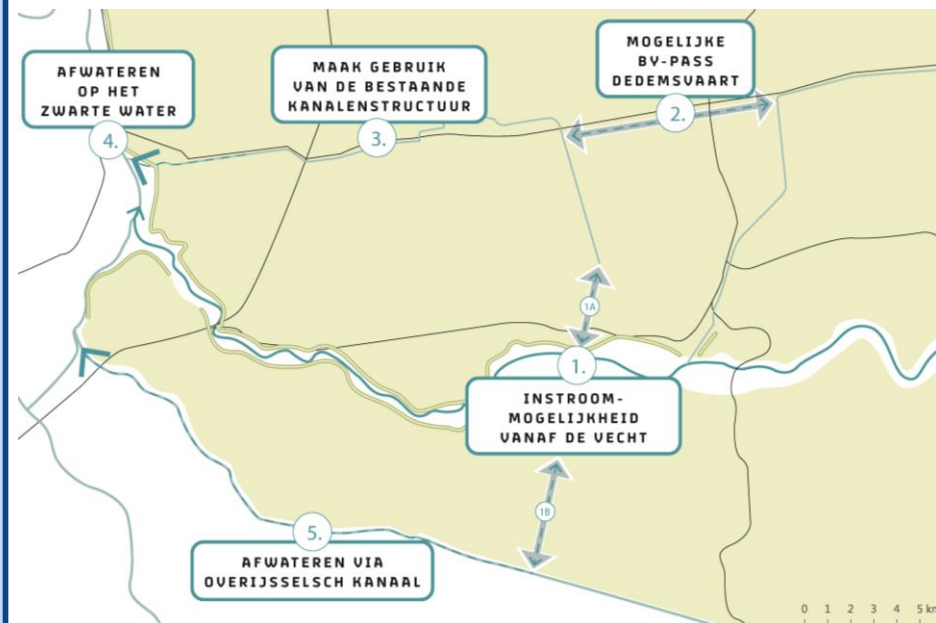 AFWATEREN
OP HET
ZWARTE WATER
4.
MAAK GEBRUIK
VAN DE BESTAANDE
KANALENSTRUCTUUR
3.
MOGELIJKE
BY-PASS
DEDEMSVAART
2.
1A
1.
INSTROOM-
MOGELIJKHEID
VANAF DE VECHT
1B
5.
AFWATEREN VIA
OVERIJSSELSCH KANAAL
0 1 2 3 4 5 km